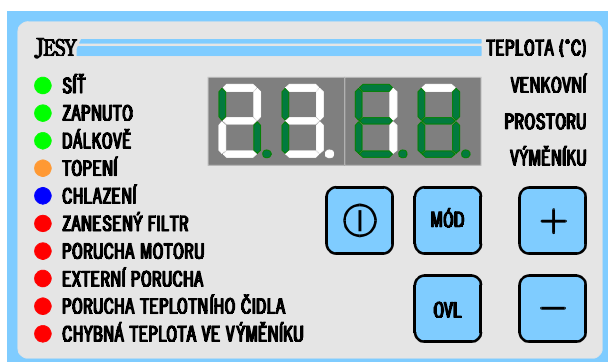 JESY TEPLOTA (°C)
SÍŤ
ZAPNUTO
DÁLKOVĚ
TOPENÍ
CHLAZENÍ
ZANESENÝ FILTR
PORUCHA MOTORU
EXTERNÍ PORUCHA
PORUCHA TEPLOTNÍHO ČIDLA
CHYBNÁ TEPLOTA VE VÝMĚNÍKU
23.17
VENKOVNÍ
PROSTORU
VÝMĚNÍKU
MÓD
+
OVL
−